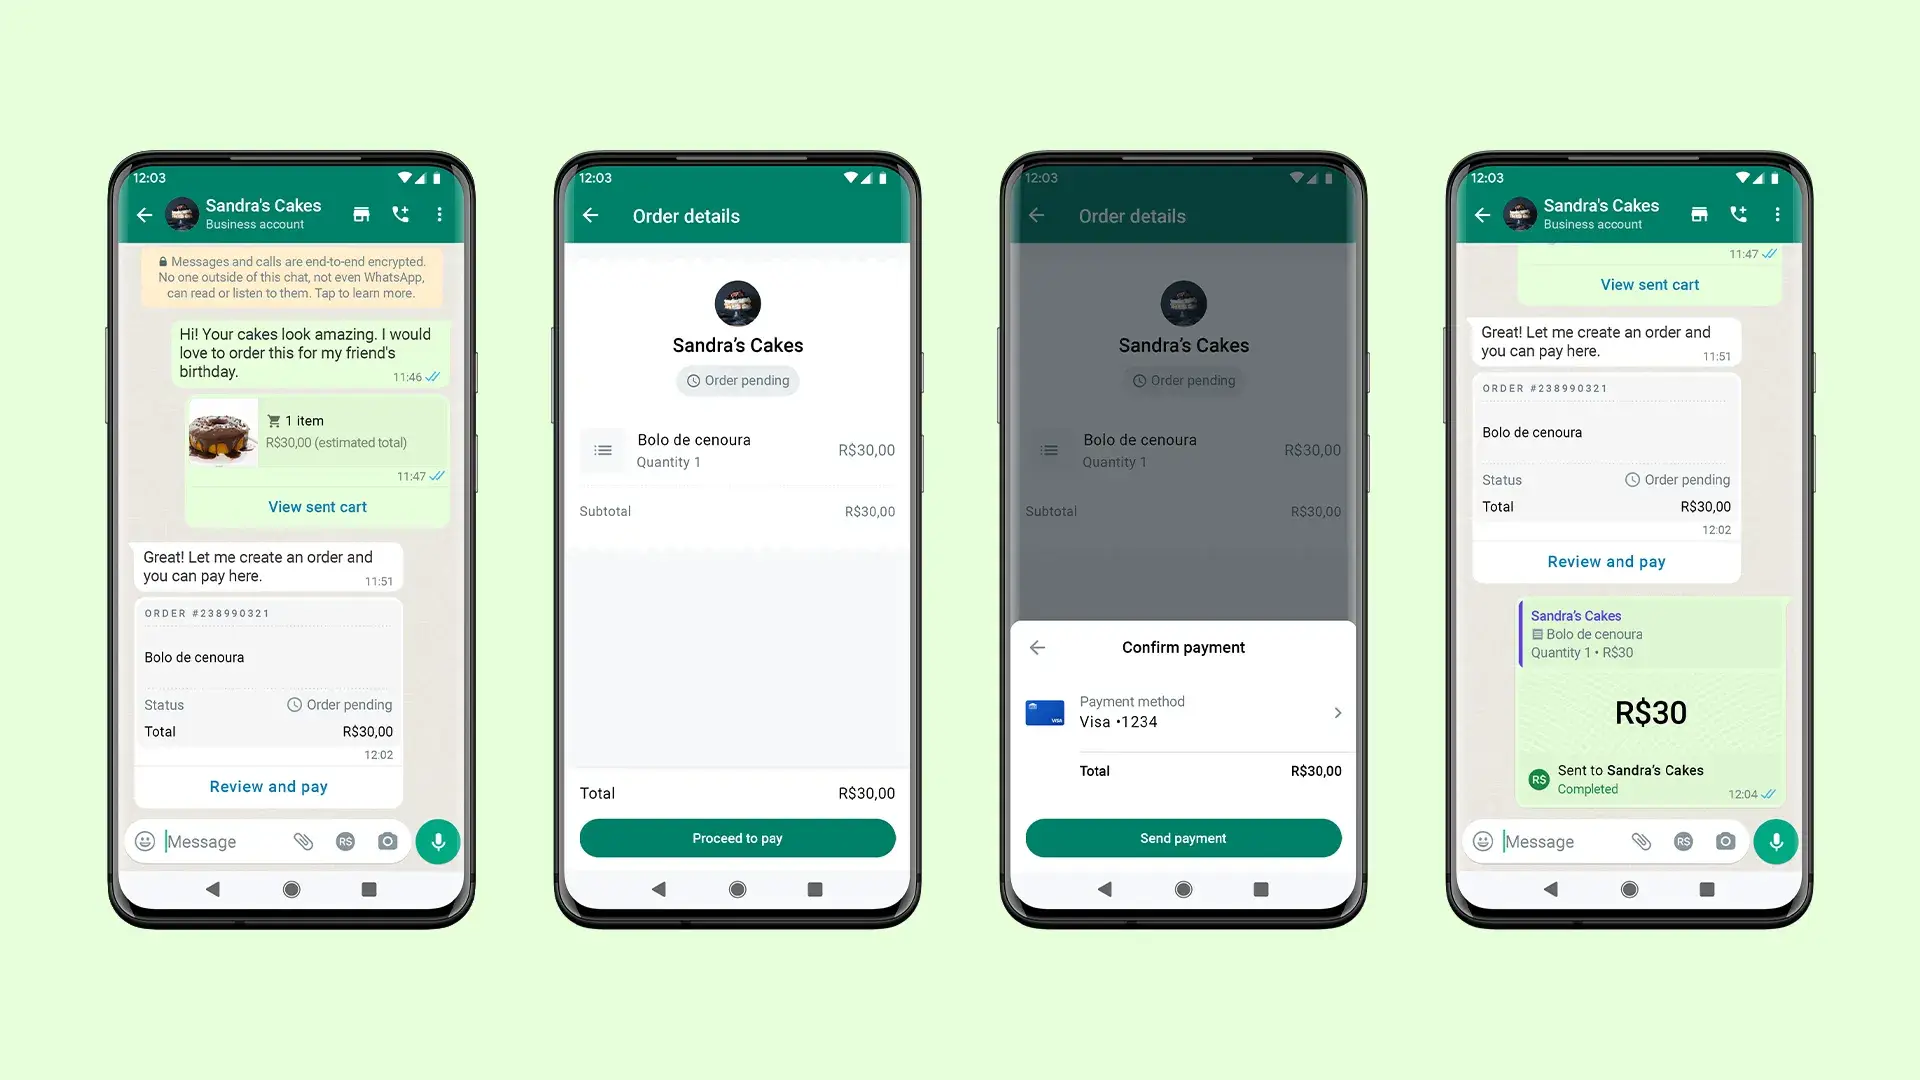 12:03
Sandra's Cakes
Business account
Messages and calls are end-to-end encrypted.
No one outside of this chat, not even WhatsApp,
can read or listen to them. Tap to learn more.
Hi! Your cakes look amazing. I would
love to order this for my friend's
birthday.
11:46
1 item
R$30,00 (estimated total)
11:47
View sent cart
Great! Let me create an order and
you can pay here.
11:51
ORDER #238990321
Bolo de cenoura
Status Order pending
Total R$30,00
12:02
Review and pay
Message
R$
12:03
Order details
Sandra’s Cakes
Order pending
Bolo de cenoura
Quantity 1
R$30,00
Subtotal R$30,00
Total R$30,00
Proceed to pay
12:03
Order details
Sandra’s Cakes
Order pending
Bolo de cenoura
Quantity 1
R$30,00
Subtotal R$30,00
Confirm payment
Payment method
VISA
Visa •1234
Total R$30,00
Send payment
12:03
Sandra's Cakes
Business account
11:47
View sent cart
Great! Let me create an order and
you can pay here.
11:51
ORDER #238990321
Bolo de cenoura
Status Order pending
Total R$30,00
12:02
Review and pay
Sandra’s Cakes
Bolo de cenoura
Quantity 1 • R$30
R$30
R$
Sent to Sandra’s Cakes
Completed
12:04
Message
R$